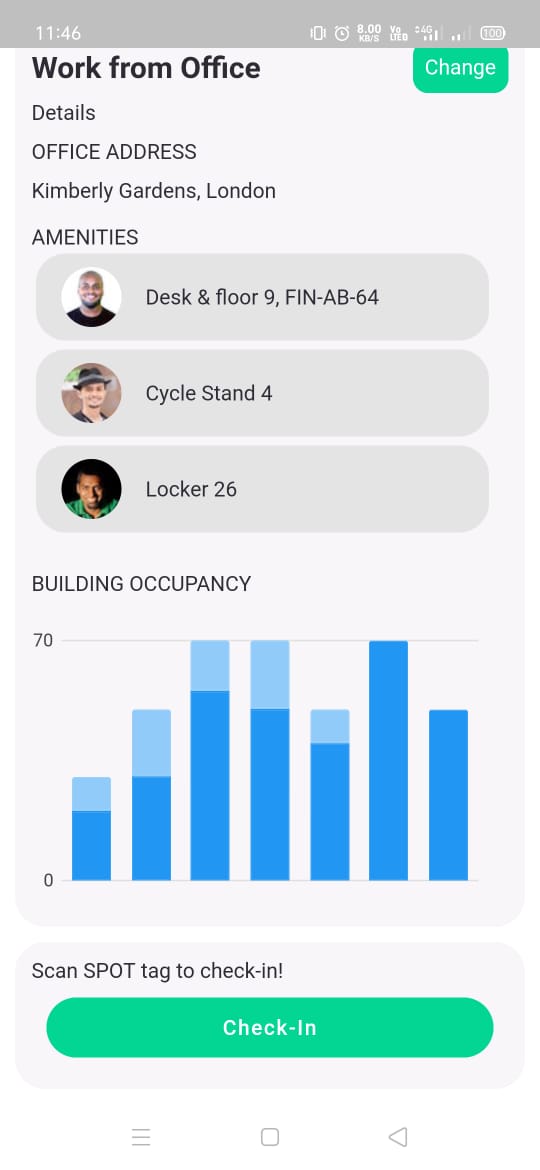 11:46
8.00
KB/S
Vo
LTE
4G
100
Work from Office
Change
Details
OFFICE ADDRESS
Kimberly Gardens, London
AMENITIES
Desk & floor 9, FIN-AB-64
Cycle Stand 4
Locker 26
BUILDING OCCUPANCY
70
0
Scan SPOT tag to check-in!
Check-In